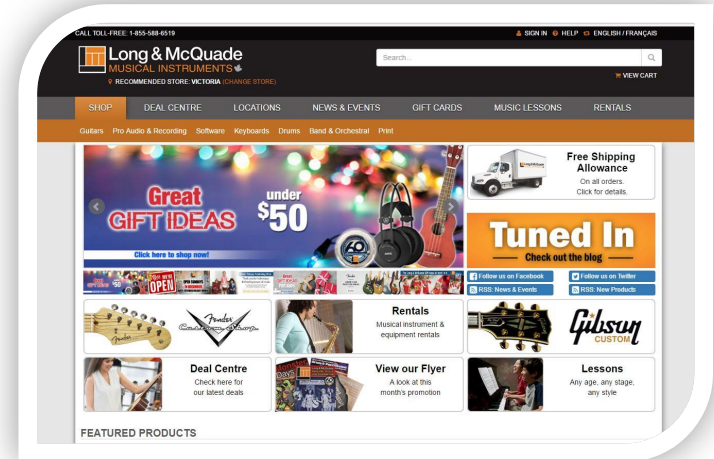 CALL TOLL-FREE: 1-855-588-6519
SIGN IN HELP ENGLISH / FRANÇAIS
Long & McQuade
MUSICAL INSTRUMENTS
Search...
RECOMMENDED STORE: VICTORIA (CHANGE STORE)
VIEW CART
SHOP DEAL CENTRE LOCATIONS NEWS & EVENTS GIFT CARDS MUSIC LESSONS RENTALS
Guitars Pro Audio & Recording Software Keyboards Drums Band & Orchestral Print
Great
GIFT IDEAS
under
$50
Click here to shop now!
Free Shipping
Allowance
On all orders.
Click for details.
Tuned In
Check out the blog
Follow us on Facebook
Follow us on Twitter
RSS: News & Events
RSS: New Products
OPEN
Fender
Custom Shop
Rentals
Musical instrument &
equipment rentals
Gibson
CUSTOM
Deal Centre
Check here for
our latest deals
View our Flyer
A look at this
month's promotion
Lessons
Any age, any stage,
any style
FEATURED PRODUCTS